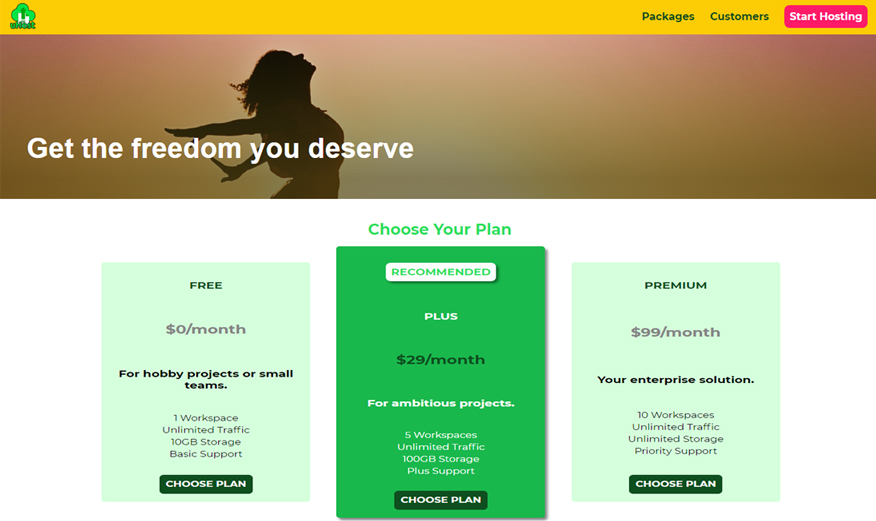 uHost
Packages
Customers
Start Hosting
Get the freedom you deserve
Choose Your Plan
FREE
$0/month
For hobby projects or small
teams.
1 Workspace
Unlimited Traffic
10GB Storage
Basic Support
CHOOSE PLAN
RECOMMENDED
PLUS
$29/month
For ambitious projects.
5 Workspaces
Unlimited Traffic
100GB Storage
Plus Support
CHOOSE PLAN
PREMIUM
$99/month
Your enterprise solution.
10 Workspaces
Unlimited Traffic
Unlimited Storage
Priority Support
CHOOSE PLAN